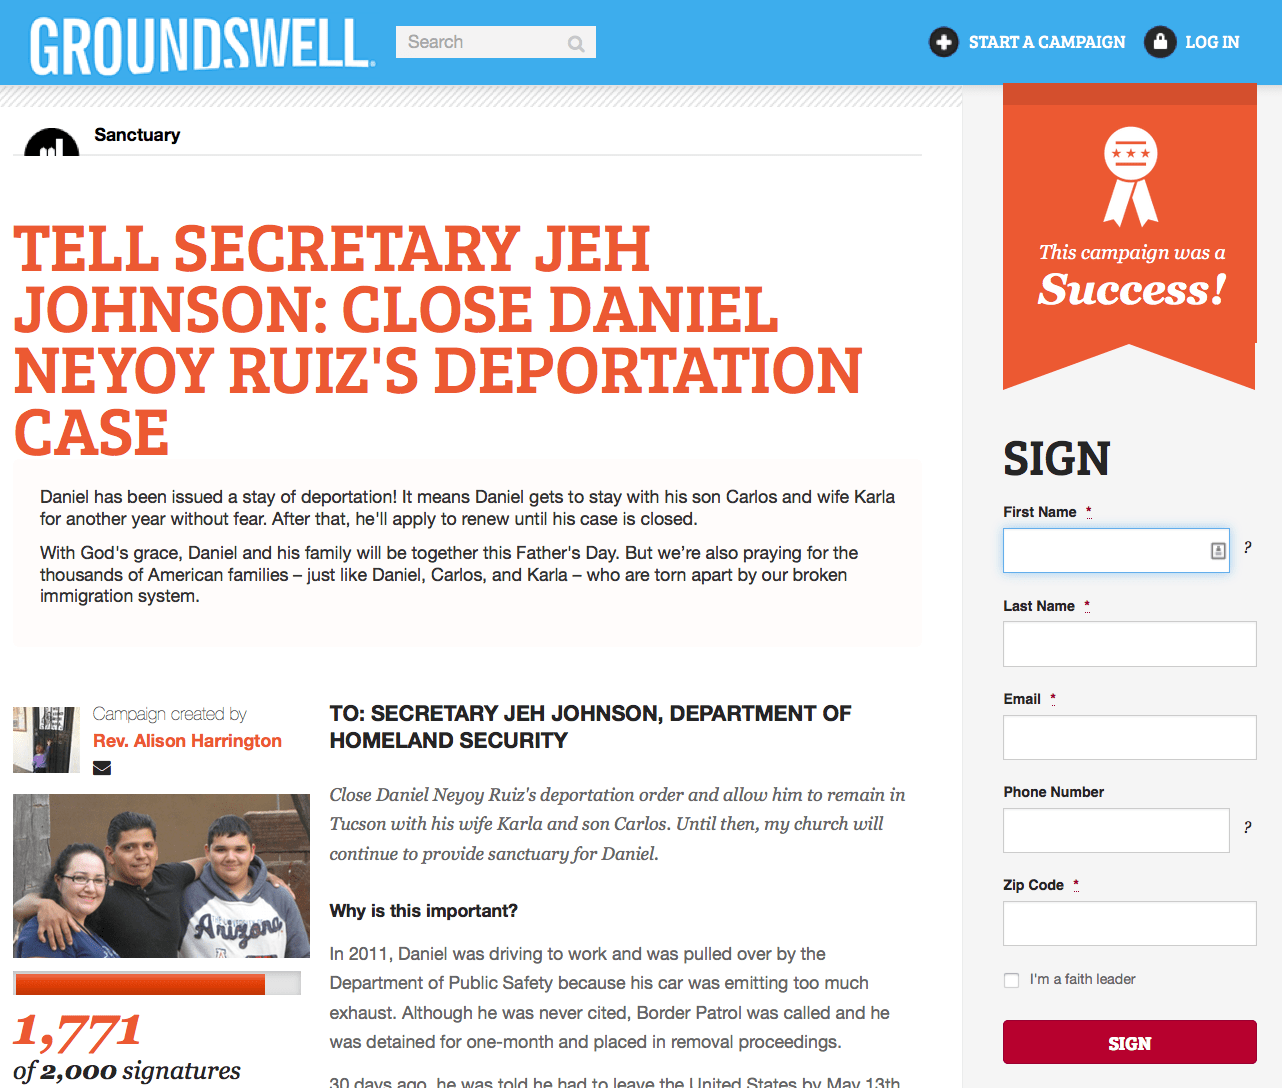 GROUNDSWELL.
Search
START A CAMPAIGN
LOG IN
Sanctuary
TELL SECRETARY JEH
JOHNSON: CLOSE DANIEL
NEYOY RUIZ'S DEPORTATION
CASE
Daniel has been issued a stay of deportation! It means Daniel gets to stay with his son Carlos and wife Karla
for another year without fear. After that, he'll apply to renew until his case is closed.
With God's grace, Daniel and his family will be together this Father's Day. But we’re also praying for the
thousands of American families – just like Daniel, Carlos, and Karla – who are torn apart by our broken
immigration system.
Campaign created by
Rev. Alison Harrington
Arizona
1,771
of 2,000 signatures
TO: SECRETARY JEH JOHNSON, DEPARTMENT OF
HOMELAND SECURITY
Close Daniel Neyoy Ruiz's deportation order and allow him to remain in
Tucson with his wife Karla and son Carlos. Until then, my church will
continue to provide sanctuary for Daniel.
Why is this important?
In 2011, Daniel was driving to work and was pulled over by the
Department of Public Safety because his car was emitting too much
exhaust. Although he was never cited, Border Patrol was called and he
was detained for one-month and placed in removal proceedings.
30 days ago, he was told he had to leave the United States by May 13th
This campaign was a
Success!
SIGN
First Name *
?
Last Name *
Email *
Phone Number
?
Zip Code *
I'm a faith leader
SIGN